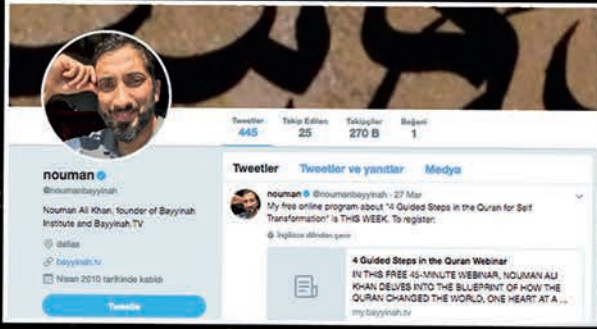 Tweetler Takip Edilen Takipçiler Beğeni
445 25 270 B 1
nouman
@noumanbayyinah
Nouman Ali Khan, founder of Bayyinah
Institute and Bayyinah TV
dallas
bayyinah.tv
Nisan 2010 tarihinde katıldı
Tweetle
Tweetler Tweetler ve yanıtlar Medya
nouman @noumanbayyinah · 27 Mar
My free online program about "4 Guided Steps in the Quran for Self
Transformation" is THIS WEEK. To register:
İngilizce dilinden çevir
4 Guided Steps in the Quran Webinar
IN THIS FREE 45-MINUTE WEBINAR, NOUMAN ALI
KHAN DELVES INTO THE BLUEPRINT OF HOW THE
QURAN CHANGED THE WORLD, ONE HEART AT A ...
my.bayyinah.tv